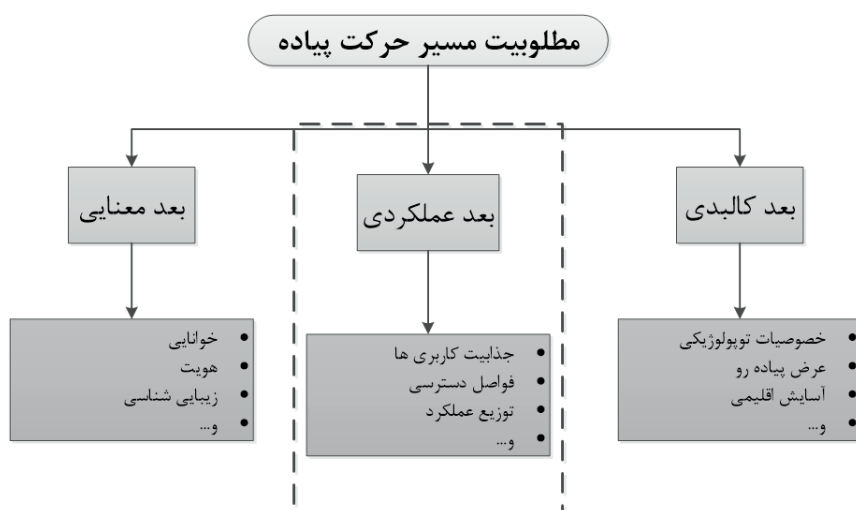 مطلوبیت مسیر حرکت پیاده
بعد کالبدی
بعد عملکردی
بعد معنایی
• خصوصیات توپولوژیکی
• عرض پیاده رو
• آسایش اقلیمی
• و...
• جذابیت کاربری ها
• فواصل دسترسی
• توزیع عملکرد
• و...
• خوانایی
• هویت
• زیبایی شناسی
• و...